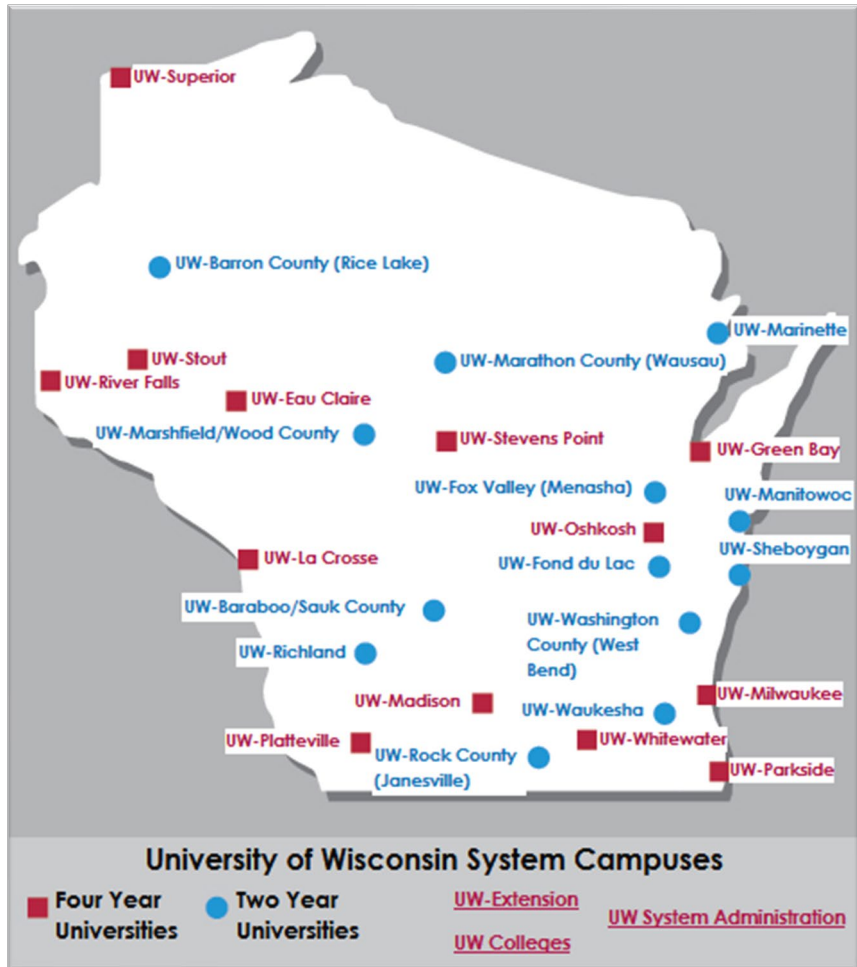 UW-Superior
UW-Barron County (Rice Lake)
UW-Marinette
UW-Stout
UW-Marathon County (Wausau)
UW-River Falls
UW-Eau Claire
UW-Marshfield/Wood County
UW-Stevens Point
UW-Green Bay
UW-Fox Valley (Menasha)
UW-Manitowoc
UW-Oshkosh
UW-Sheboygan
UW-La Crosse
UW-Fond du Lac
UW-Baraboo/Sauk County
UW-Washington
County (West
Bend)
UW-Richland
UW-Madison
UW-Milwaukee
UW-Waukesha
UW-Platteville
UW-Whitewater
UW-Rock County
(Janesville)
UW-Parkside
University of Wisconsin System Campuses
Four Year
Universities
Two Year
Universities
UW-Extension
UW Colleges
UW System Administration